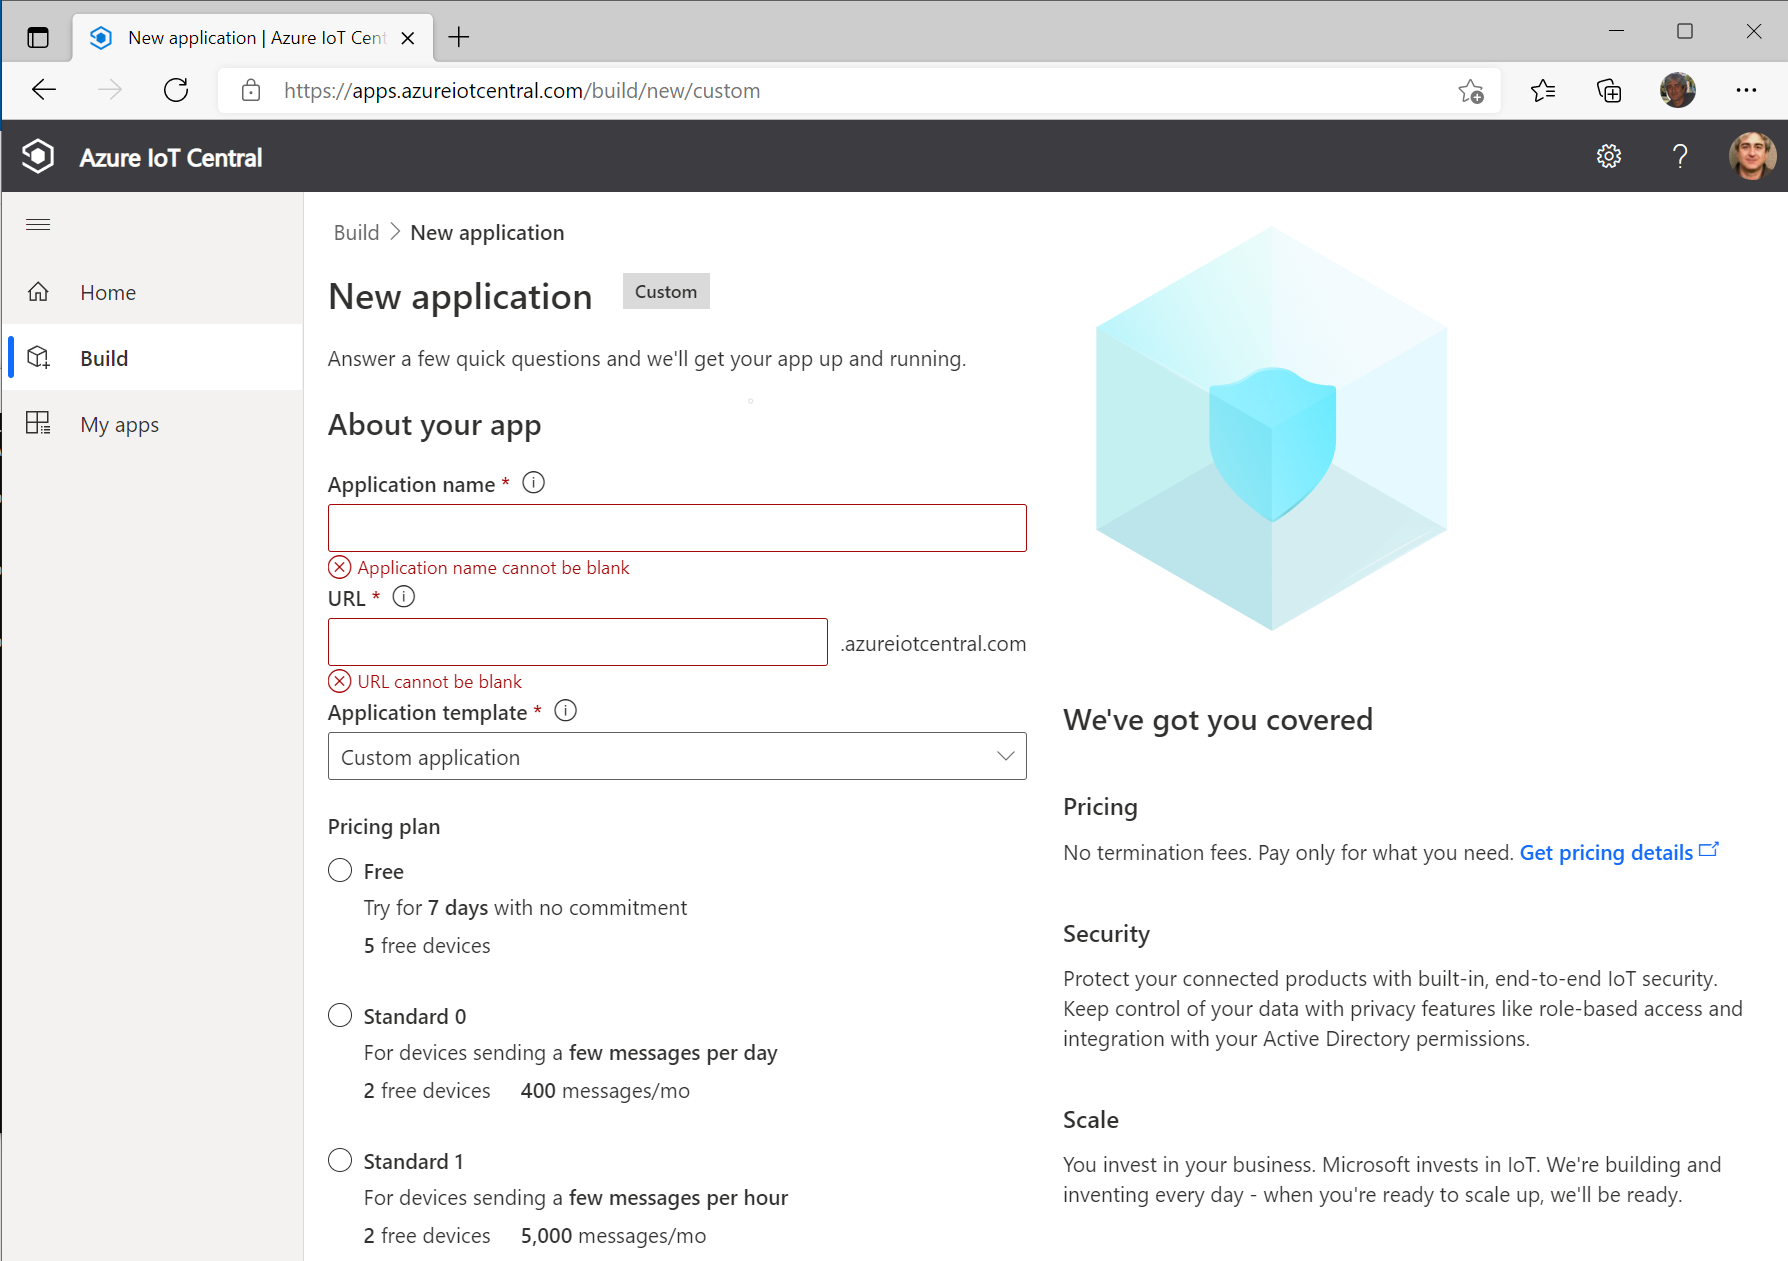 New application | Azure IoT Cent
https://apps.azureiotcentral.com/build/new/custom
Azure IoT Central
Home
Build
My apps
Build > New application
New application
Custom
Answer a few quick questions and we'll get your app up and running.
About your app
Application name *
Application name cannot be blank
URL *
.azureiotcentral.com
URL cannot be blank
Application template *
Custom application
Pricing plan
Free
Try for 7 days with no commitment
5 free devices
Standard 0
For devices sending a few messages per day
2 free devices 400 messages/mo
Standard 1
For devices sending a few messages per hour
2 free devices 5,000 messages/mo
We've got you covered
Pricing
No termination fees. Pay only for what you need. Get pricing details
Security
Protect your connected products with built-in, end-to-end IoT security.
Keep control of your data with privacy features like role-based access and
integration with your Active Directory permissions.
Scale
You invest in your business. Microsoft invests in IoT. We're building and
inventing every day - when you're ready to scale up, we'll be ready.